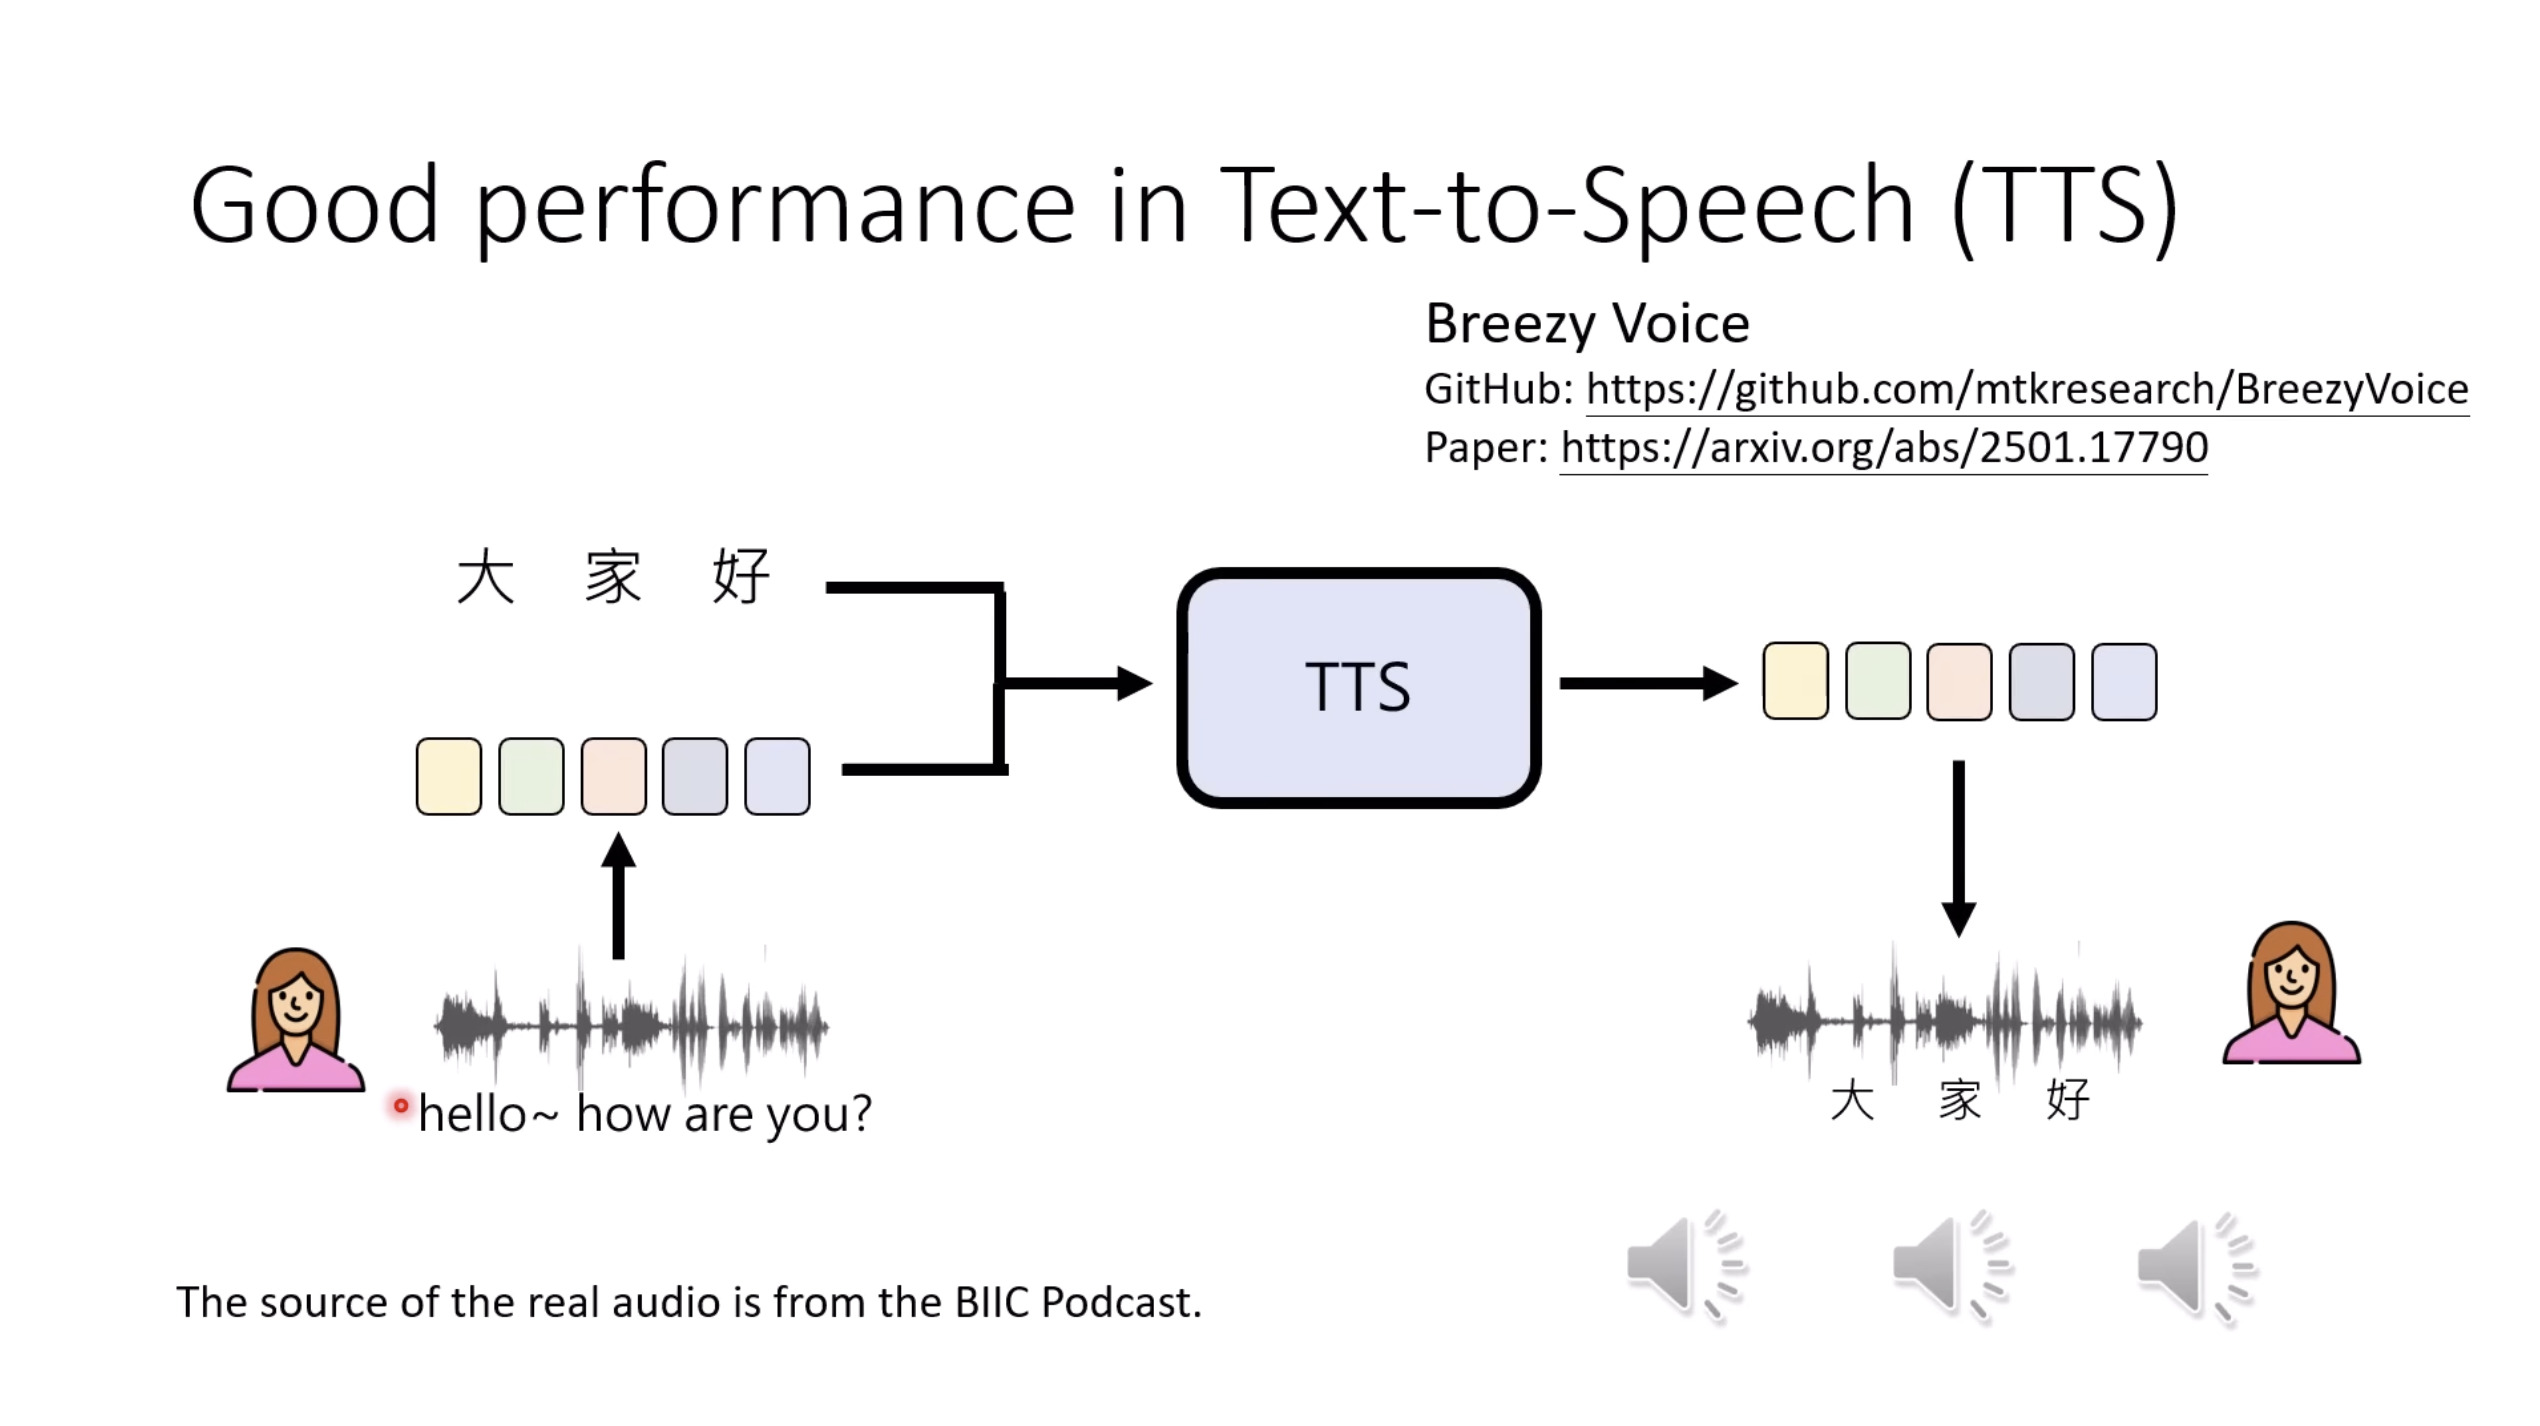 Good performance in Text-to-Speech (TTS)
Breezy Voice
GitHub: https://github.com/mtkresearch/BreezyVoice
Paper: https://arxiv.org/abs/2501.17790
大 家 好
TTS
hello~ how are you?
大 家 好
The source of the real audio is from the BIIC Podcast.